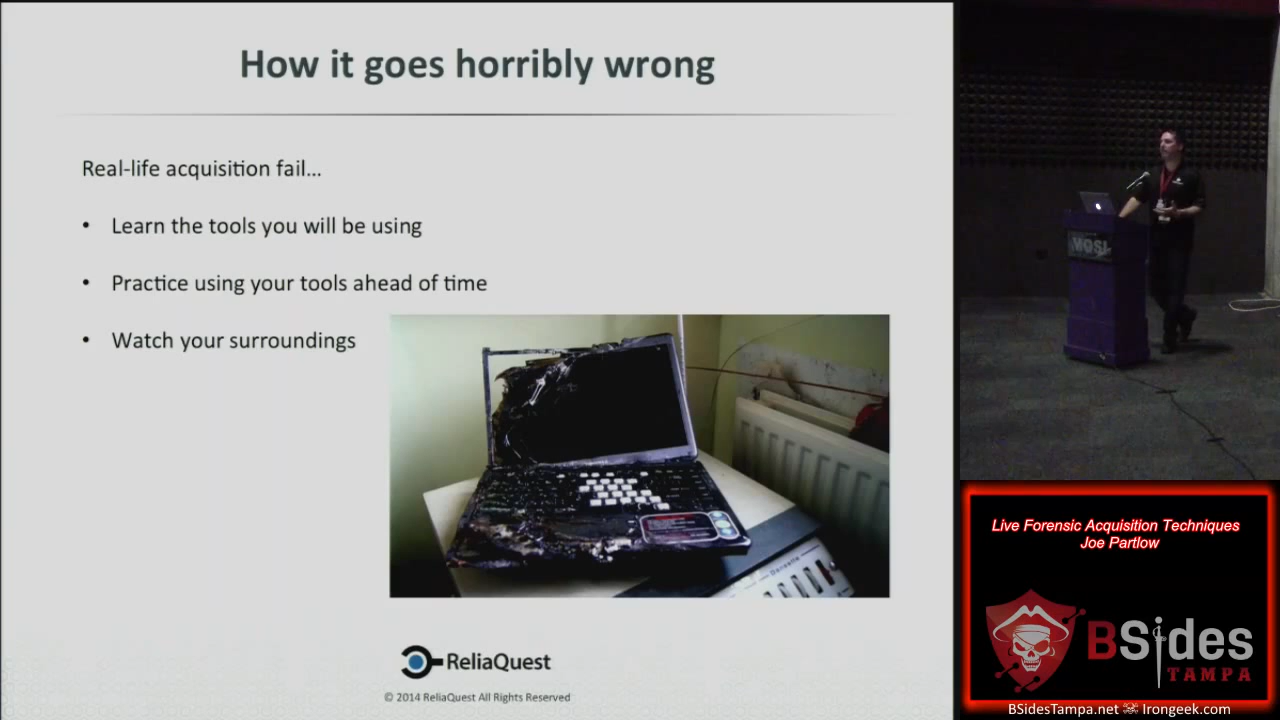 How it goes horribly wrong
Real-life acquisition fail...
• Learn the tools you will be using
• Practice using your tools ahead of time
• Watch your surroundings
ReliaQuest
© 2014 ReliaQuest All Rights Reserved
MOSI
Live Forensic Acquisition Techniques
Joe Partlow
BSides
TAMPA
BSidesTampa.net Irongeek.com